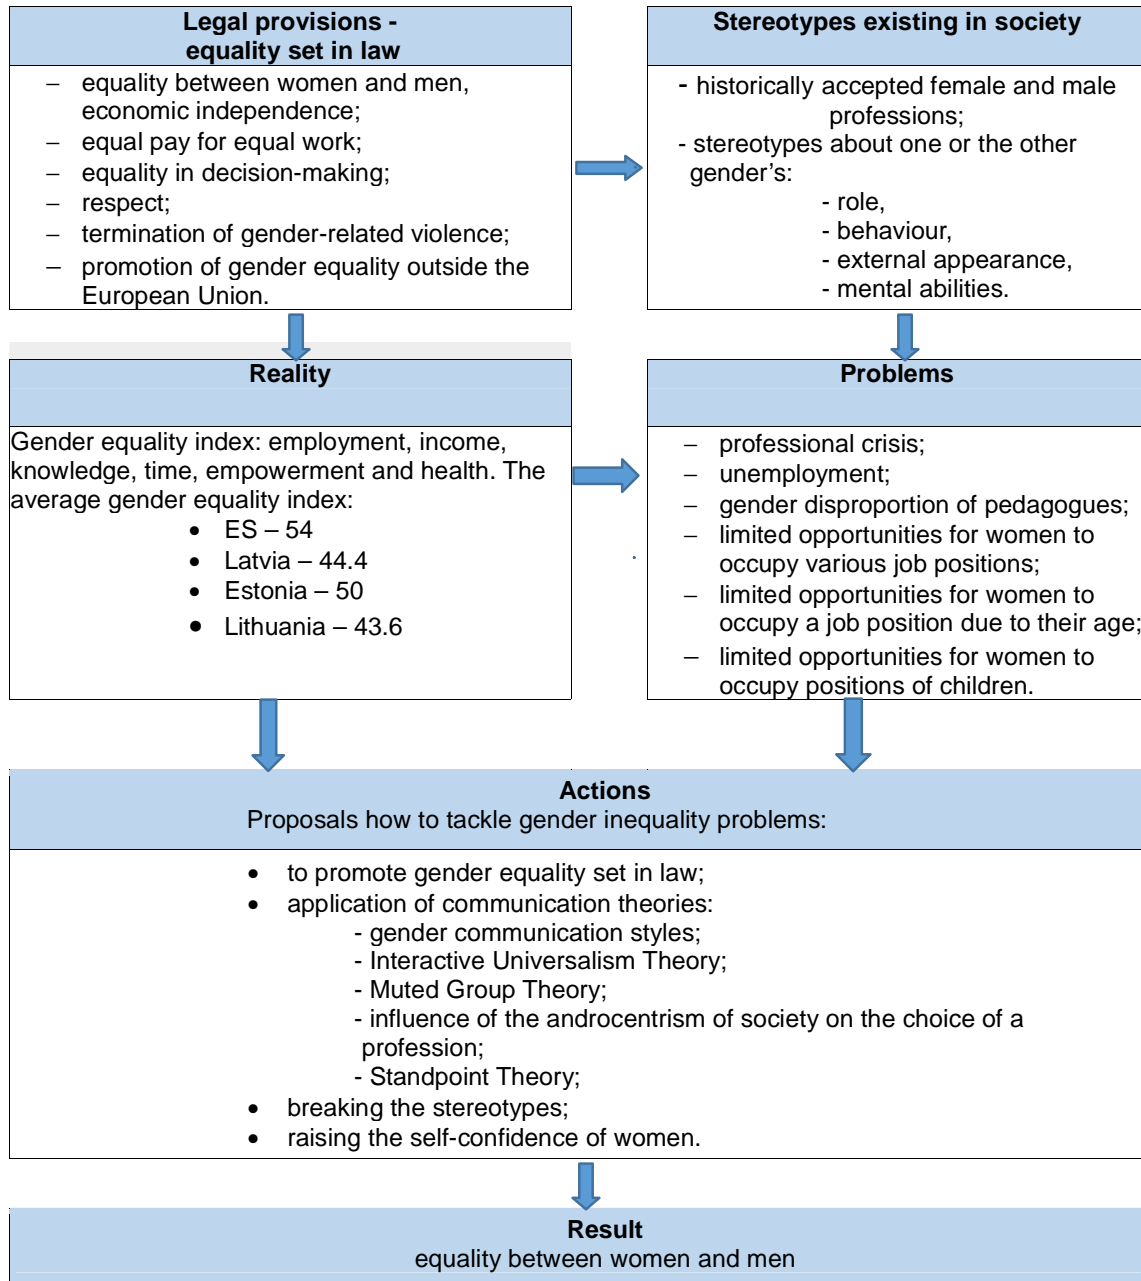 Legal provisions -
equality set in law
– equality between women and men,
economic independence;
– equal pay for equal work;
– equality in decision-making;
– respect;
– termination of gender-related violence;
– promotion of gender equality outside the
European Union.
Stereotypes existing in society
- historically accepted female and male
professions;
- stereotypes about one or the other
gender’s:
- role,
- behaviour,
- external appearance,
- mental abilities.
Reality
Gender equality index: employment, income,
knowledge, time, empowerment and health. The
average gender equality index:
• ES – 54
• Latvia – 44.4
• Estonia – 50
• Lithuania – 43.6
Problems
– professional crisis;
– unemployment;
– gender disproportion of pedagogues;
– limited opportunities for women to
occupy various job positions;
– limited opportunities for women to
occupy a job position due to their age;
– limited opportunities for women to
occupy positions of children.
Actions
Proposals how to tackle gender inequality problems:
• to promote gender equality set in law;
• application of communication theories:
- gender communication styles;
- Interactive Universalism Theory;
- Muted Group Theory;
- influence of the androcentrism of society on the choice of a
profession;
- Standpoint Theory;
• breaking the stereotypes;
• raising the self-confidence of women.
Result
equality between women and men